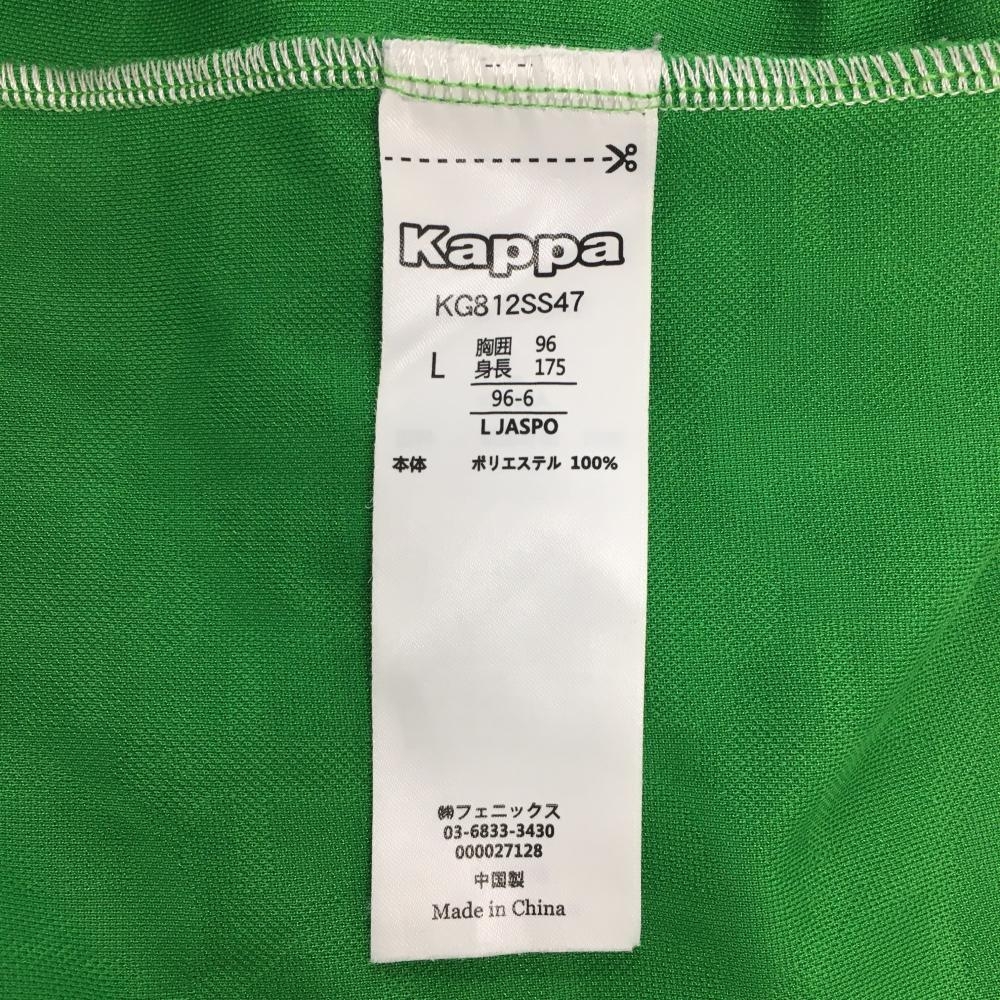 Kappa
KG812SS47
L 胸囲 96
身長 175
96-6
L JASPO
本体 ポリエステル 100%
㈱フェニックス
03-6833-3430
000027128
中国製
Made in China